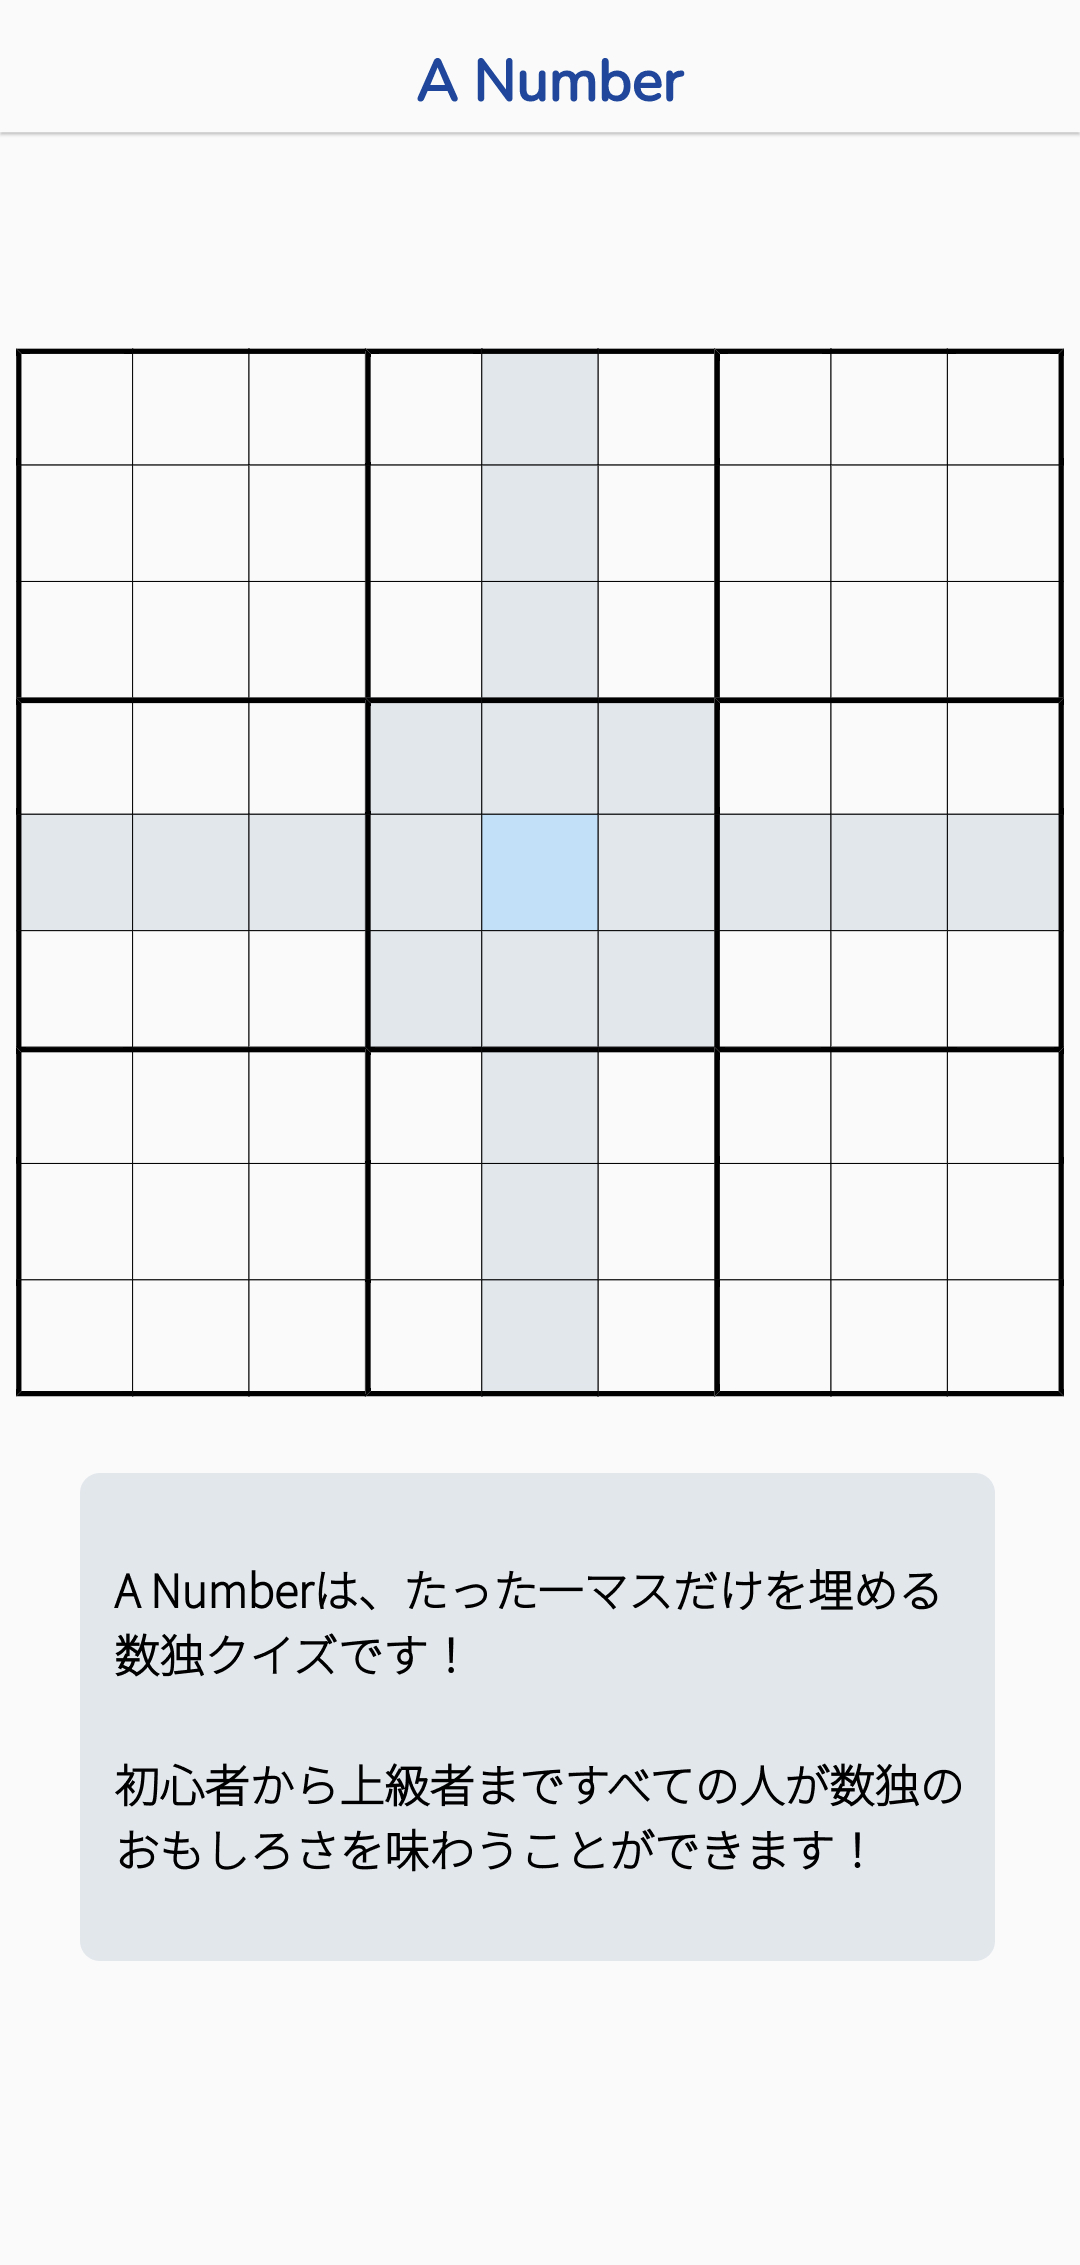 A Number
A Numberは、たった一マスだけを埋める
数独クイズです！
初心者から上級者まですべての人が数独の
おもしろさを味わうことができます！